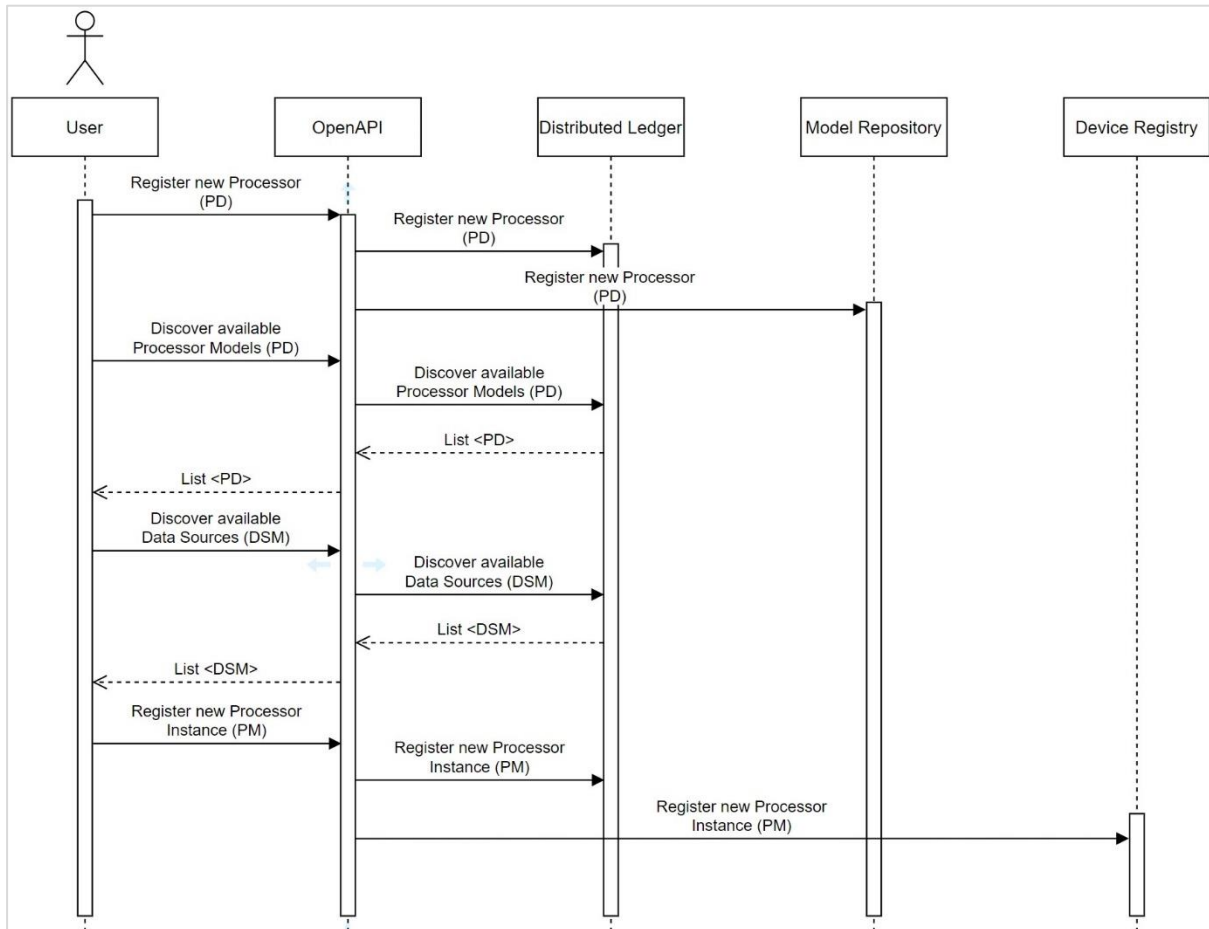 User
OpenAPI
Distributed Ledger
Model Repository
Device Registry
Register new Processor
(PD)
Register new Processor
(PD)
Register new Processor
(PD)
Discover available
Processor Models (PD)
Discover available
Processor Models (PD)
List <PD>
List <PD>
Discover available
Data Sources (DSM)
Discover available
Data Sources (DSM)
List <DSM>
List <DSM>
Register new Processor
Instance (PM)
Register new Processor
Instance (PM)
Register new Processor
Instance (PM)